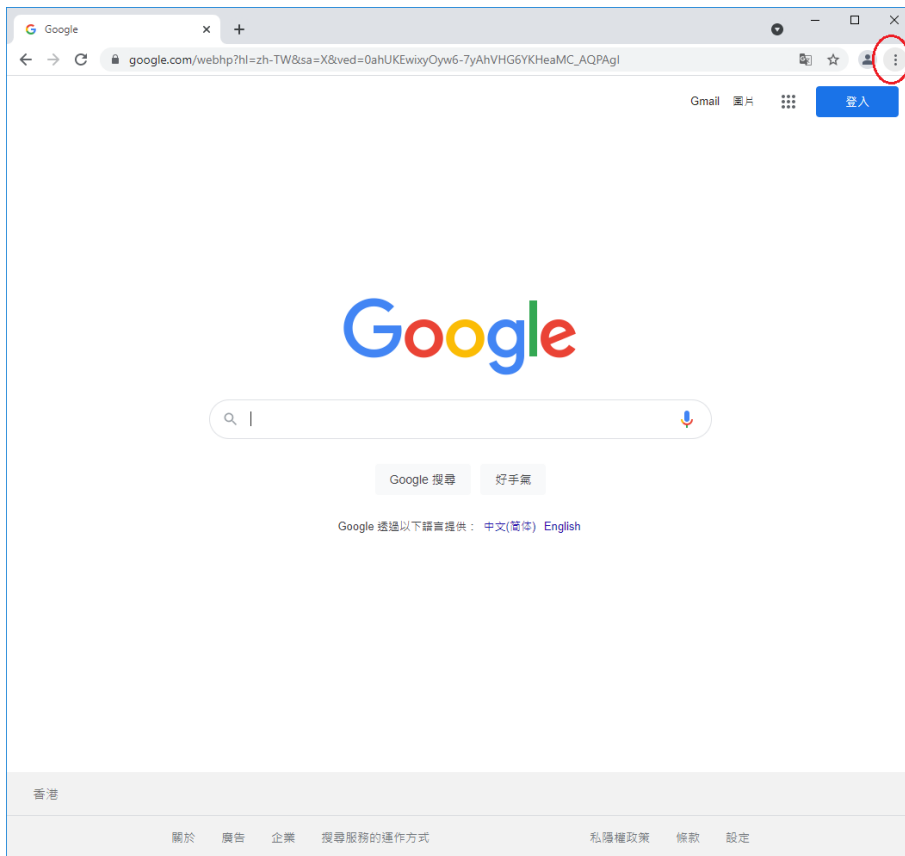 Google
google.com/webhp?hl=zh-TW&sa=X&ved=0ahUKEwixyOyw6-7yAhVHG6YKHeaMC_AQPAgI
Gmail 圖片 登入
Google
Google 搜尋 好手氣
Google 透過以下語言提供： 中文(简体) English
香港
關於 廣告 企業 搜尋服務的運作方式 私隱權政策 條款 設定